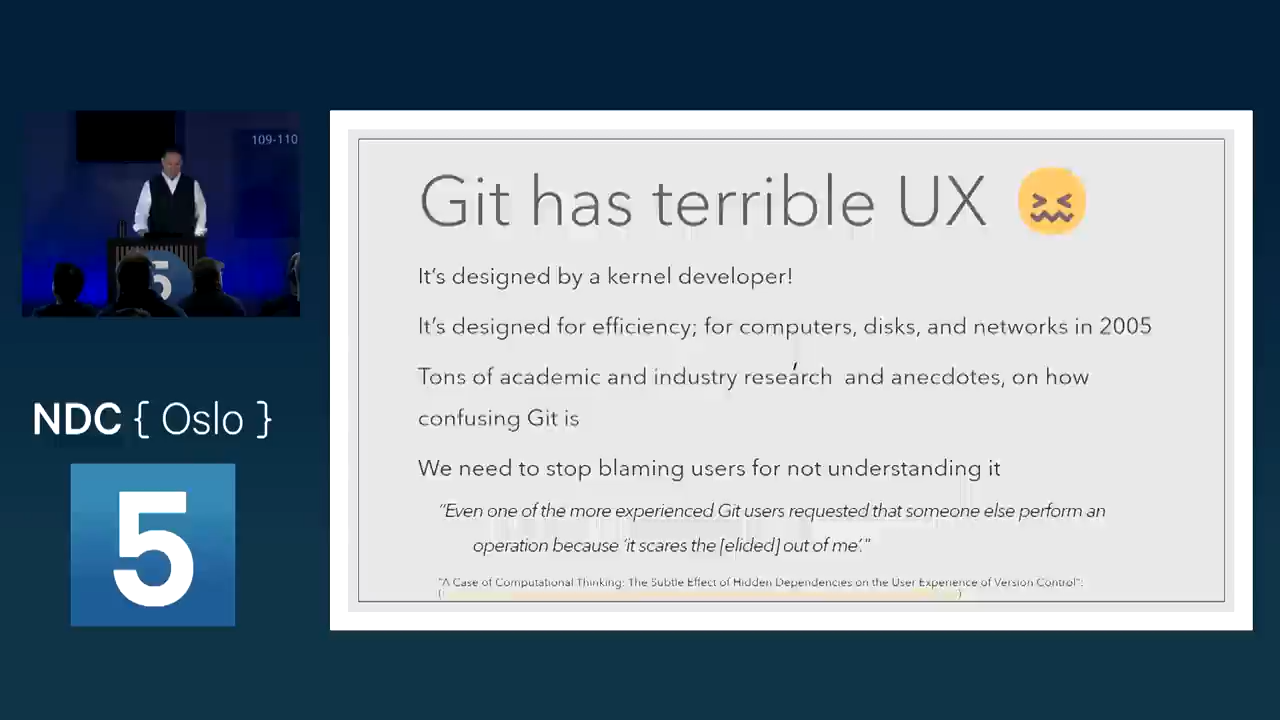 109-110
5
NDC { Oslo }
5
Git has terrible UX
It's designed by a kernel developer!
It's designed for efficiency; for computers, disks, and networks in 2005
Tons of academic and industry research and anecdotes, on how
confusing Git is
We need to stop blaming users for not understanding it
"Even one of the more experienced Git users requested that someone else perform an
operation because 'it scares the [elided] out of me'."
"A Case of Computational Thinking: The Subtle Effect of Hidden Dependencies on the User Experience of Version Control":
( )